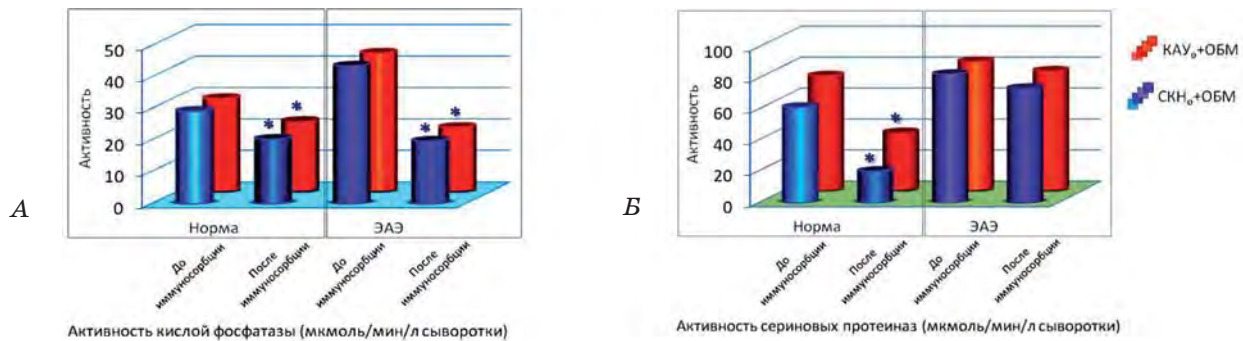 А
Активность
50
40
30
20
10
0
*
*
*
*
Норма
ЭАЭ
До
иммуносорбции
После
иммуносорбции
До
иммуносорбции
После
иммуносорбции
Активность кислой фосфатазы (мкмоль/мин/л сыворотки)
Б
Активность
100
80
60
40
20
0
*
*
Норма
ЭАЭ
До
иммуносорбции
После
иммуносорбции
До
иммуносорбции
После
иммуносорбции
Активность сериновых протеиназ (мкмоль/мин/л сыворотки)
КАУₒ+ОБМ
СКНₒ+ОБМ